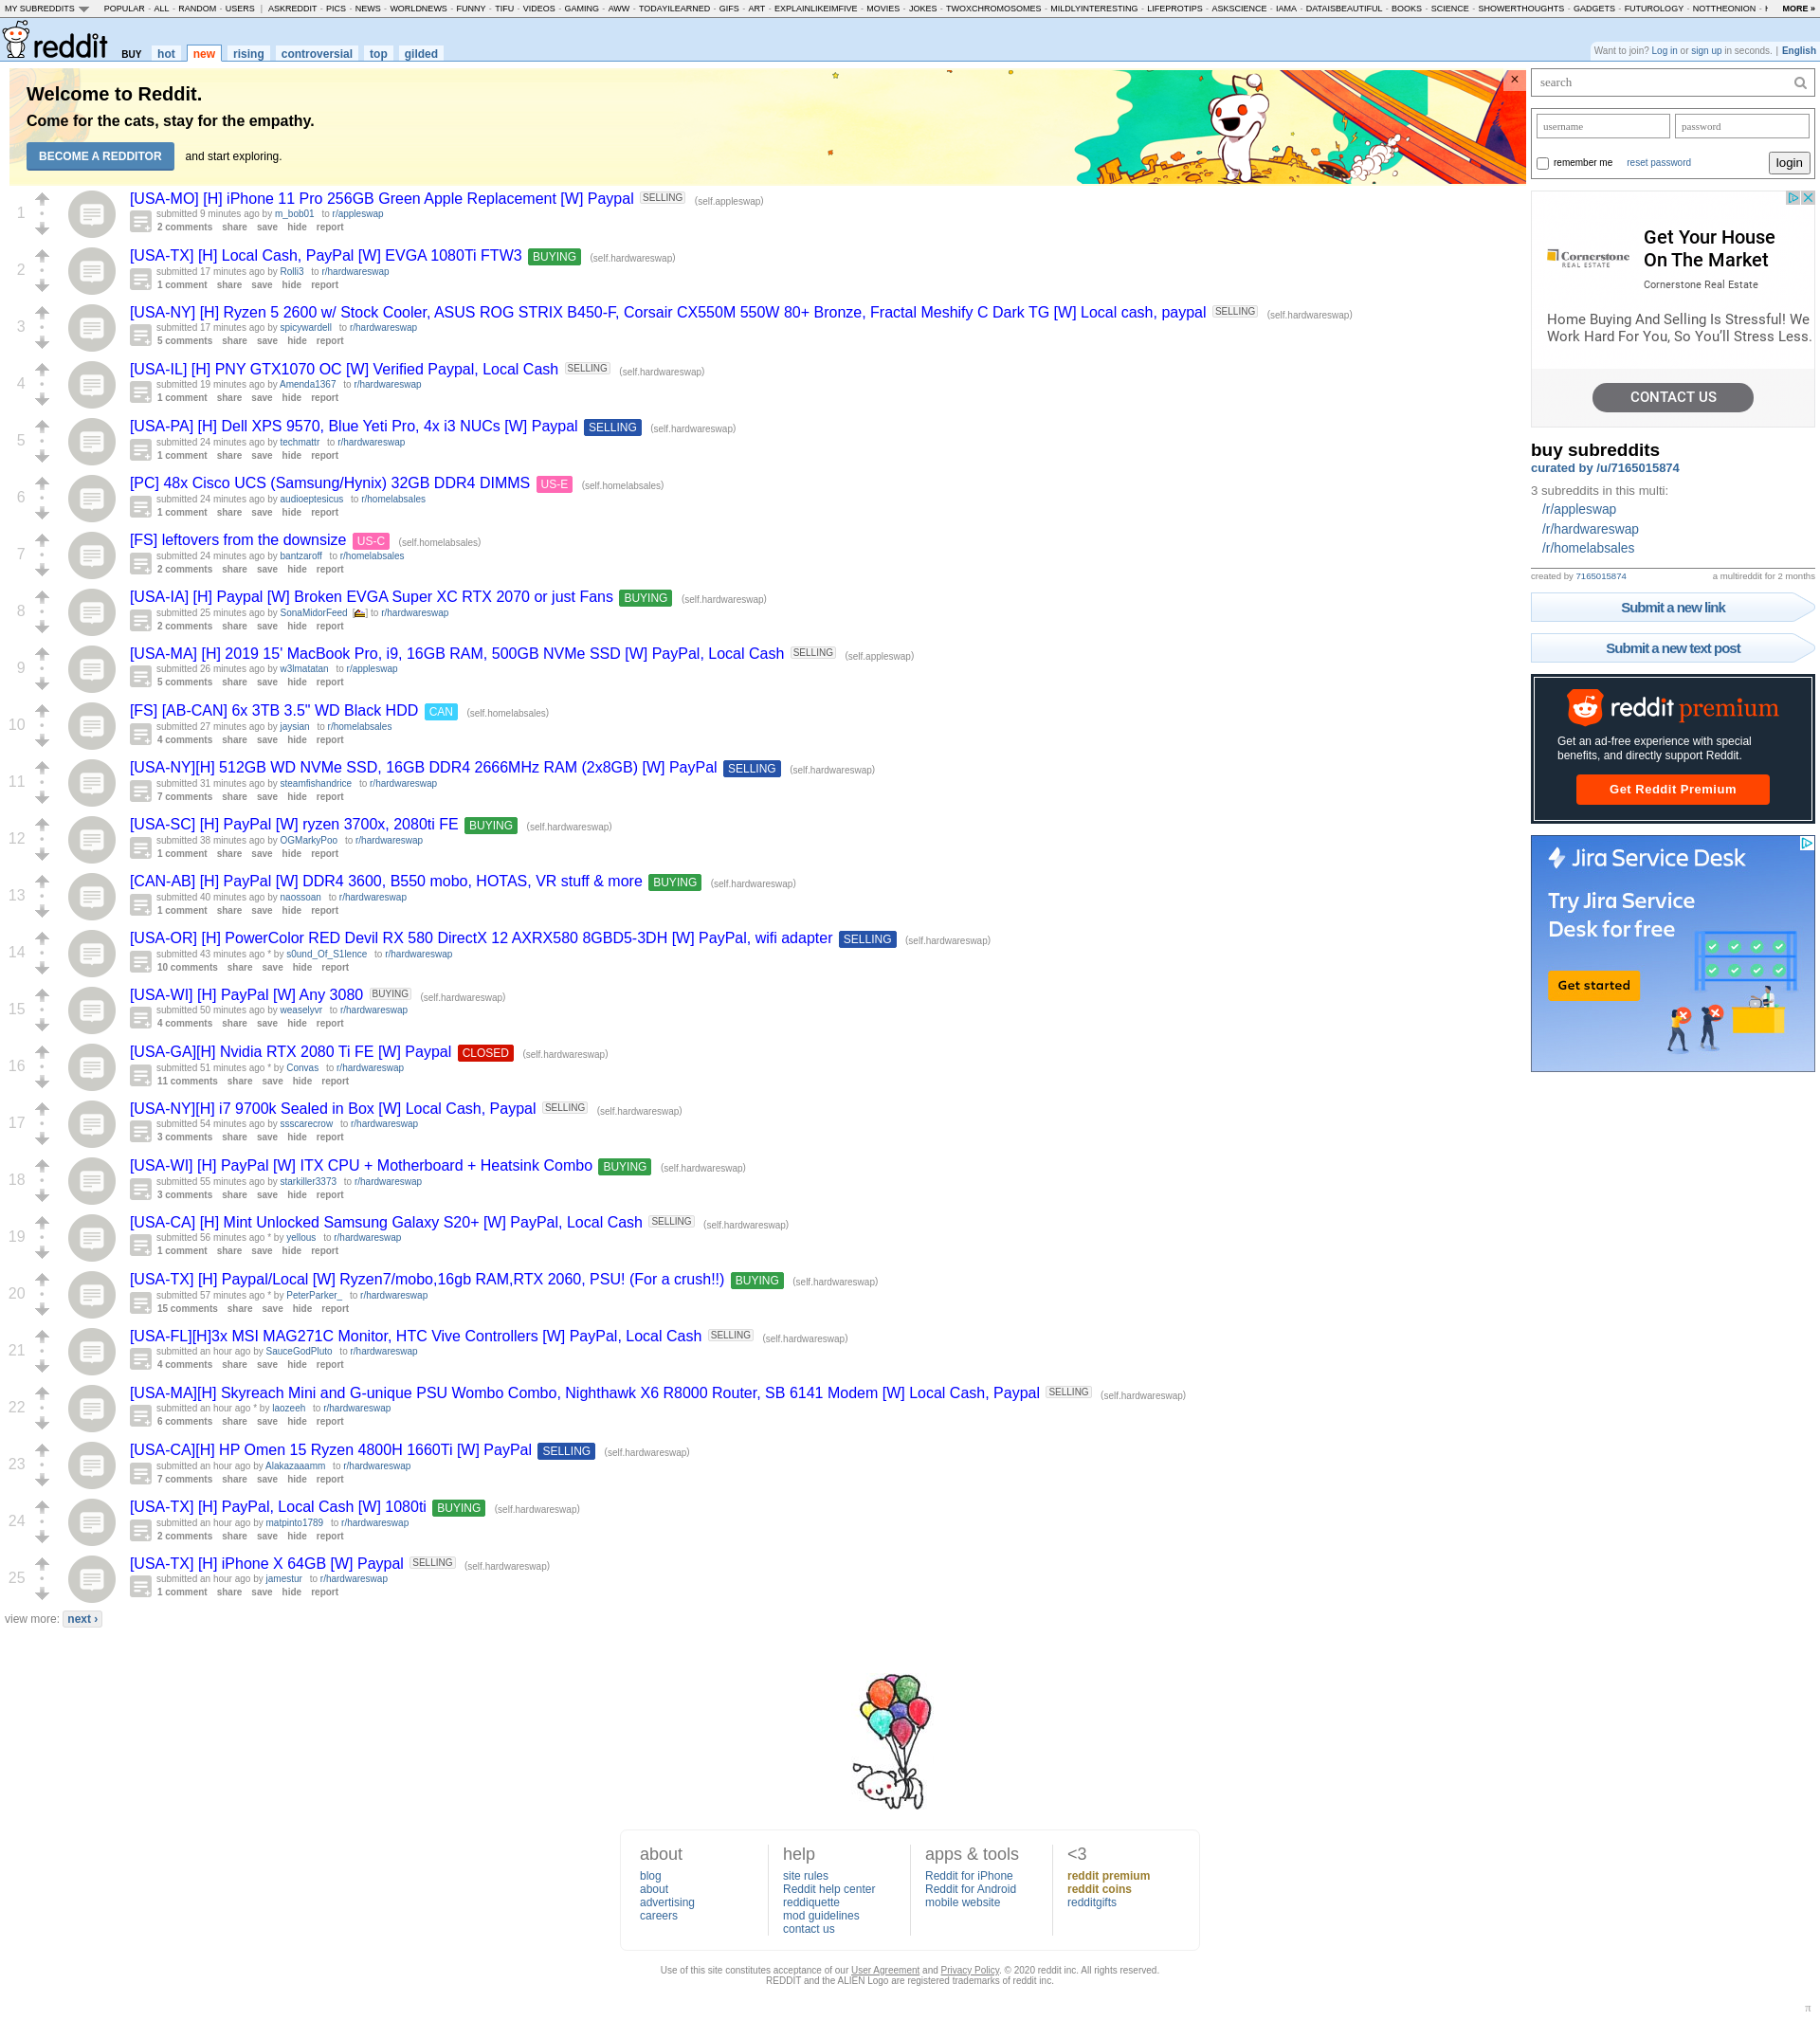 MY SUBREDDITS POPULAR - ALL - RANDOM - USERS | ASKREDDIT - PICS - NEWS - WORLDNEWS - FUNNY - TIFU - VIDEOS - GAMING - AWW - TODAYILEARNED - GIFS - ART - EXPLAINLIKEIMFIVE - MOVIES - JOKES - TWOXCHROMOSOMES - MILDLYINTERESTING - LIFEPROTIPS - ASKSCIENCE - IAMA - DATAISBEAUTIFUL - BOOKS - SCIENCE - SHOWERTHOUGHTS - GADGETS - FUTUROLOGY - NOTTHEONION - MORE »
reddit BUY hot new rising controversial top gilded
Want to join? Log in or sign up in seconds. | English
Welcome to Reddit.
Come for the cats, stay for the empathy.
BECOME A REDDITOR and start exploring.
×
1
[USA-MO] [H] iPhone 11 Pro 256GB Green Apple Replacement [W] Paypal SELLING (self.appleswap)
submitted 9 minutes ago by m_bob01 to r/appleswap
2 comments share save hide report
2
[USA-TX] [H] Local Cash, PayPal [W] EVGA 1080Ti FTW3 BUYING (self.hardwareswap)
submitted 17 minutes ago by Rolli3 to r/hardwareswap
1 comment share save hide report
3
[USA-NY] [H] Ryzen 5 2600 w/ Stock Cooler, ASUS ROG STRIX B450-F, Corsair CX550M 550W 80+ Bronze, Fractal Meshify C Dark TG [W] Local cash, paypal SELLING (self.hardwareswap)
submitted 17 minutes ago by spicywardell to r/hardwareswap
5 comments share save hide report
4
[USA-IL] [H] PNY GTX1070 OC [W] Verified Paypal, Local Cash SELLING (self.hardwareswap)
submitted 19 minutes ago by Amenda1367 to r/hardwareswap
1 comment share save hide report
5
[USA-PA] [H] Dell XPS 9570, Blue Yeti Pro, 4x i3 NUCs [W] Paypal SELLING (self.hardwareswap)
submitted 24 minutes ago by techmattr to r/hardwareswap
1 comment share save hide report
6
[PC] 48x Cisco UCS (Samsung/Hynix) 32GB DDR4 DIMMS US-E (self.homelabsales)
submitted 24 minutes ago by audioeptesicus to r/homelabsales
1 comment share save hide report
7
[FS] leftovers from the downsize US-C (self.homelabsales)
submitted 24 minutes ago by bantzaroff to r/homelabsales
2 comments share save hide report
8
[USA-IA] [H] Paypal [W] Broken EVGA Super XC RTX 2070 or just Fans BUYING (self.hardwareswap)
submitted 25 minutes ago by SonaMidorFeed [] to r/hardwareswap
2 comments share save hide report
9
[USA-MA] [H] 2019 15' MacBook Pro, i9, 16GB RAM, 500GB NVMe SSD [W] PayPal, Local Cash SELLING (self.appleswap)
submitted 26 minutes ago by w3lmatatan to r/appleswap
5 comments share save hide report
10
[FS] [AB-CAN] 6x 3TB 3.5" WD Black HDD CAN (self.homelabsales)
submitted 27 minutes ago by jaysian to r/homelabsales
4 comments share save hide report
11
[USA-NY][H] 512GB WD NVMe SSD, 16GB DDR4 2666MHz RAM (2x8GB) [W] PayPal SELLING (self.hardwareswap)
submitted 31 minutes ago by steamfishandrice to r/hardwareswap
7 comments share save hide report
12
[USA-SC] [H] PayPal [W] ryzen 3700x, 2080ti FE BUYING (self.hardwareswap)
submitted 38 minutes ago by OGMarkyPoo to r/hardwareswap
1 comment share save hide report
13
[CAN-AB] [H] PayPal [W] DDR4 3600, B550 mobo, HOTAS, VR stuff & more BUYING (self.hardwareswap)
submitted 40 minutes ago by naossoan to r/hardwareswap
1 comment share save hide report
14
[USA-OR] [H] PowerColor RED Devil RX 580 DirectX 12 AXRX580 8GBD5-3DH [W] PayPal, wifi adapter SELLING (self.hardwareswap)
submitted 43 minutes ago * by s0und_Of_S1lence to r/hardwareswap
10 comments share save hide report
15
[USA-WI] [H] PayPal [W] Any 3080 BUYING (self.hardwareswap)
submitted 50 minutes ago by weaselyvr to r/hardwareswap
4 comments share save hide report
16
[USA-GA][H] Nvidia RTX 2080 Ti FE [W] Paypal CLOSED (self.hardwareswap)
submitted 51 minutes ago * by Convas to r/hardwareswap
11 comments share save hide report
17
[USA-NY][H] i7 9700k Sealed in Box [W] Local Cash, Paypal SELLING (self.hardwareswap)
submitted 54 minutes ago by ssscarecrow to r/hardwareswap
3 comments share save hide report
18
[USA-WI] [H] PayPal [W] ITX CPU + Motherboard + Heatsink Combo BUYING (self.hardwareswap)
submitted 55 minutes ago by starkiller3373 to r/hardwareswap
3 comments share save hide report
19
[USA-CA] [H] Mint Unlocked Samsung Galaxy S20+ [W] PayPal, Local Cash SELLING (self.hardwareswap)
submitted 56 minutes ago * by yellous to r/hardwareswap
1 comment share save hide report
20
[USA-TX] [H] Paypal/Local [W] Ryzen7/mobo,16gb RAM,RTX 2060, PSU! (For a crush!!) BUYING (self.hardwareswap)
submitted 57 minutes ago * by PeterParker_ to r/hardwareswap
15 comments share save hide report
21
[USA-FL][H]3x MSI MAG271C Monitor, HTC Vive Controllers [W] PayPal, Local Cash SELLING (self.hardwareswap)
submitted an hour ago by SauceGodPluto to r/hardwareswap
4 comments share save hide report
22
[USA-MA][H] Skyreach Mini and G-unique PSU Wombo Combo, Nighthawk X6 R8000 Router, SB 6141 Modem [W] Local Cash, Paypal SELLING (self.hardwareswap)
submitted an hour ago * by laozeeh to r/hardwareswap
6 comments share save hide report
23
[USA-CA][H] HP Omen 15 Ryzen 4800H 1660Ti [W] PayPal SELLING (self.hardwareswap)
submitted an hour ago by Alakazaaamm to r/hardwareswap
7 comments share save hide report
24
[USA-TX] [H] PayPal, Local Cash [W] 1080ti BUYING (self.hardwareswap)
submitted an hour ago by matpinto1789 to r/hardwareswap
2 comments share save hide report
25
[USA-TX] [H] iPhone X 64GB [W] Paypal SELLING (self.hardwareswap)
submitted an hour ago by jamestur to r/hardwareswap
1 comment share save hide report
view more: next ›
search
username password
remember me reset password login
Get Your House
On The Market
Cornerstone
REAL ESTATE
Cornerstone Real Estate
Home Buying And Selling Is Stressful! We
Work Hard For You, So You'll Stress Less.
CONTACT US
buy subreddits
curated by /u/7165015874
3 subreddits in this multi:
/r/appleswap
/r/hardwareswap
/r/homelabsales
created by 7165015874 a multireddit for 2 months
Submit a new link
Submit a new text post
reddit premium
Get an ad-free experience with special
benefits, and directly support Reddit.
Get Reddit Premium
Jira Service Desk
Try Jira Service
Desk for free
Get started
about
blog
about
advertising
careers
help
site rules
Reddit help center
reddiquette
mod guidelines
contact us
apps & tools
Reddit for iPhone
Reddit for Android
mobile website
<3
reddit premium
reddit coins
redditgifts
Use of this site constitutes acceptance of our User Agreement and Privacy Policy. © 2020 reddit inc. All rights reserved.
REDDIT and the ALIEN Logo are registered trademarks of reddit inc.
π